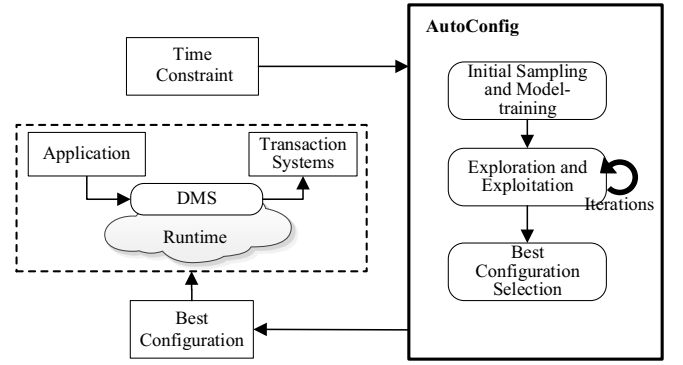 AutoConfig
Time
Constraint
Initial Sampling
and Model-
training
Application
Transaction
Systems
Exploration and
Exploitation
Iterations
DMS
Runtime
Best
Configuration
Selection
Best
Configuration